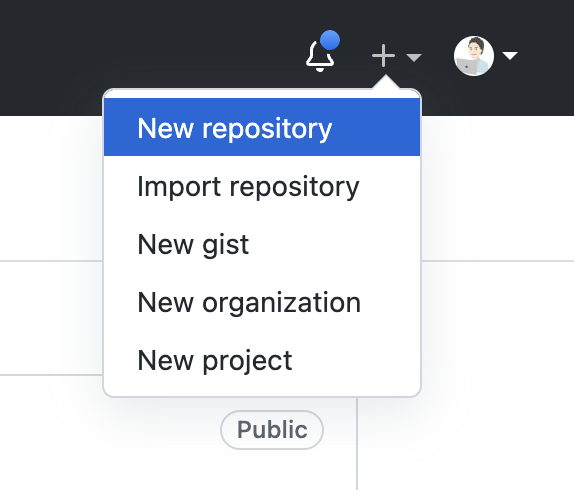 New repository
Import repository
New gist
New organization
New project
Public